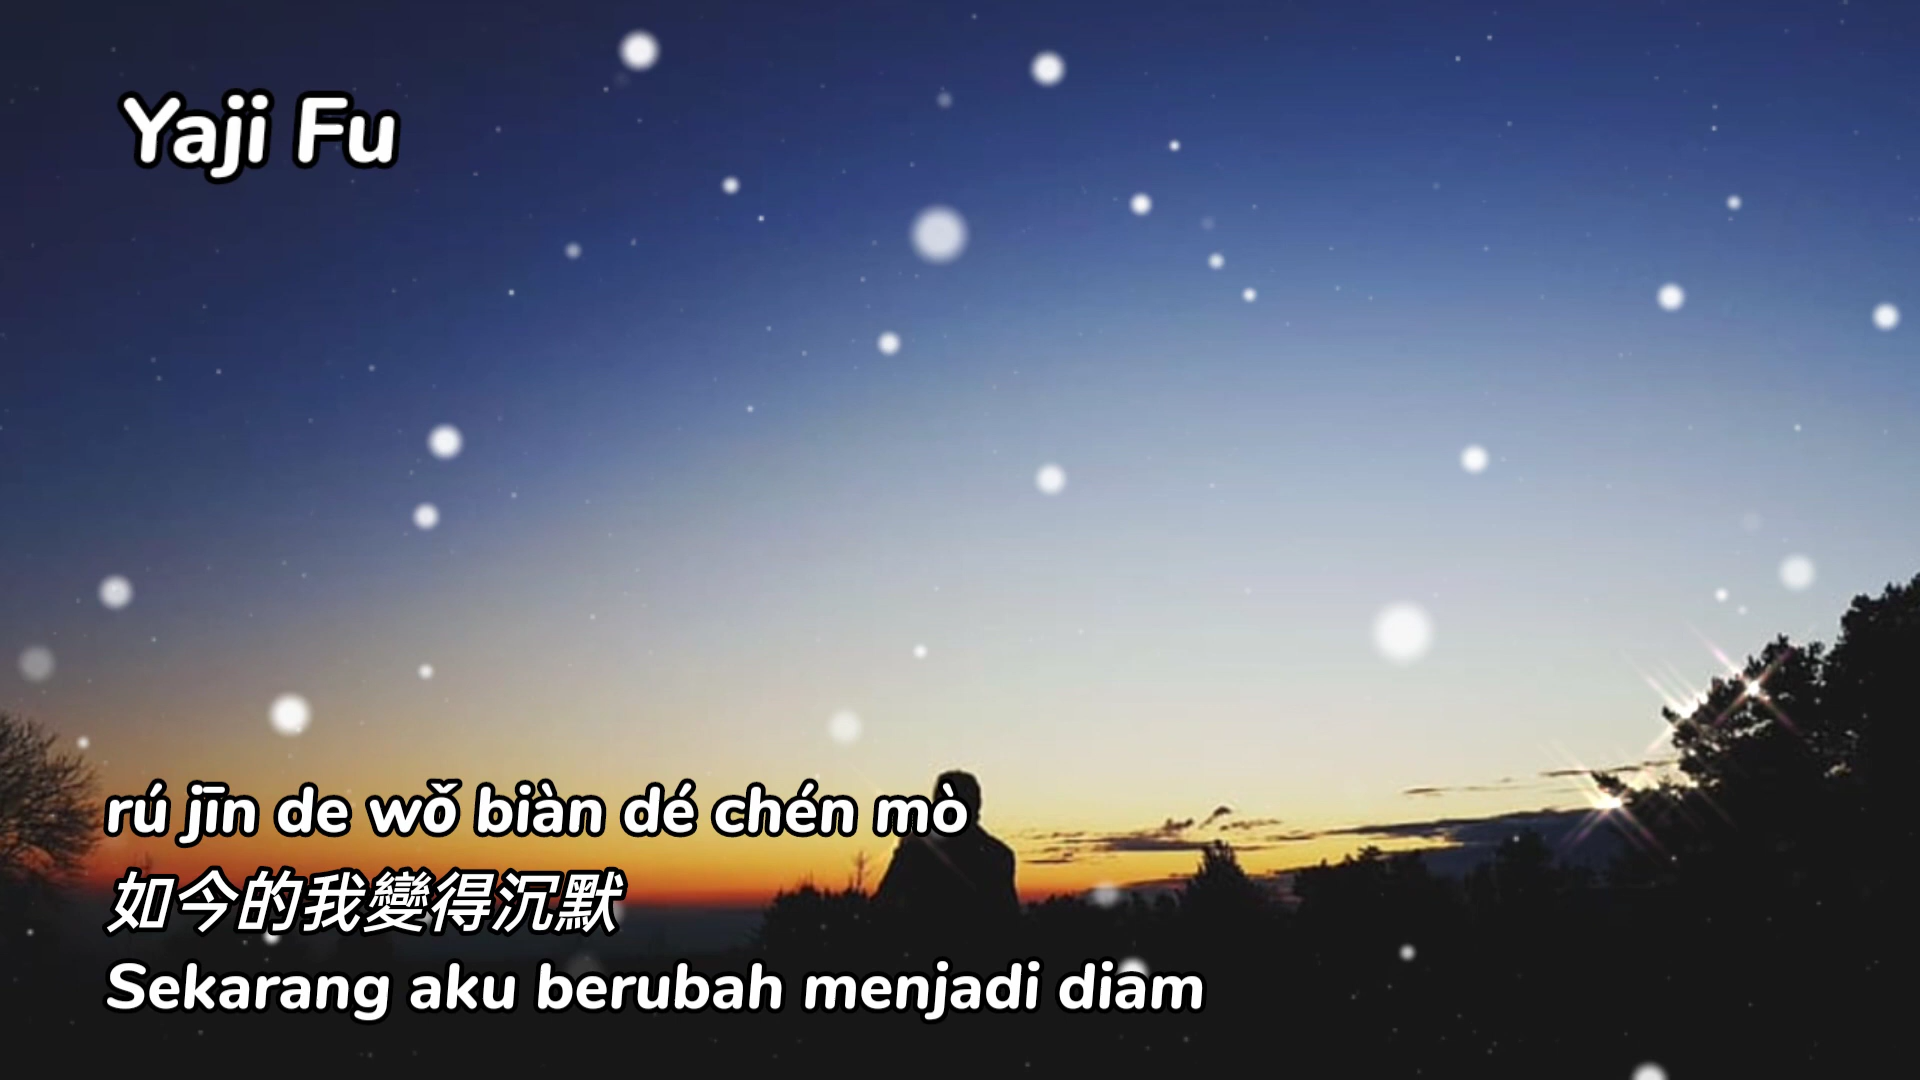 Yaji Fu
rú jīn de wǒ biàn dé chén mò
如今的我變得沉默
Sekarang aku berubah menjadi diam